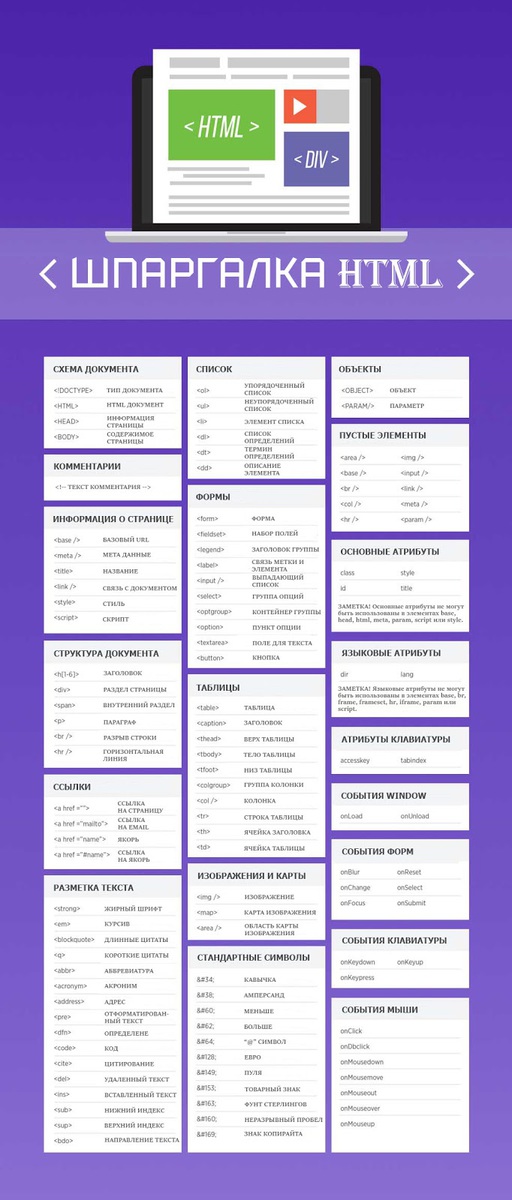 < HTML >
< DIV >
< ШПАРГАЛКА HTML >
СХЕМА ДОКУМЕНТА
<!DOCTYPE> ТИП ДОКУМЕНТА
<HTML> HTML ДОКУМЕНТ
<HEAD> ИНФОРМАЦИЯ
СТРАНИЦЫ
<BODY> СОДЕРЖИМОЕ
СТРАНИЦЫ
КОММЕНТАРИИ
<!-- ТЕКСТ КОММЕНТАРИЯ -->
ИНФОРМАЦИЯ О СТРАНИЦЕ
<base /> БАЗОВЫЙ URL
<meta /> МЕТА ДАННЫЕ
<title> НАЗВАНИЕ
<link /> СВЯЗЬ С ДОКУМЕНТОМ
<style> СТИЛЬ
<script> СКРИПТ
СТРУКТУРА ДОКУМЕНТА
<h[1-6]> ЗАГОЛОВОК
<div> РАЗДЕЛ СТРАНИЦЫ
<span> ВНУТРЕННИЙ РАЗДЕЛ
<p> ПАРАГРАФ
<br /> РАЗРЫВ СТРОКИ
<hr /> ГОРИЗОНТАЛЬНАЯ
ЛИНИЯ
ССЫЛКИ
<a href =""> ССЫЛКА
НА СТРАНИЦУ
<a href ="mailto"> ССЫЛКА
НА EMAIL
<a href ="name"> ЯКОРЬ
<a href ="#name"> ССЫЛКА
НА ЯКОРЬ
РАЗМЕТКА ТЕКСТА
<strong> ЖИРНЫЙ ШРИФТ
<em> КУРСИВ
<blockquote> ДЛИННЫЕ ЦИТАТЫ
<q> КОРОТКИЕ ЦИТАТЫ
<abbr> АББРЕВИАТУРА
<acronym> АКРОНИМ
<address> АДРЕС
<pre> ОТФОРМАТИРОВАН-
НЫЙ ТЕКСТ
<dfn> ОПРЕДЕЛЕНЕ
<code> КОД
<cite> ЦИТИРОВАНИЕ
<del> УДАЛЕННЫЙ ТЕКСТ
<ins> ВСТАВЛЕННЫЙ ТЕКСТ
<sub> НИЖНИЙ ИНДЕКС
<sup> ВЕРХНИЙ ИНДЕКС
<bdo> НАПРАВЛЕНИЕ ТЕКСТА
СПИСОК
<ol> УПОРЯДОЧЕННЫЙ
СПИСОК
<ul> НЕУПОРЯДОЧЕННЫЙ
СПИСОК
<li> ЭЛЕМЕНТ СПИСКА
<dl> СПИСОК
ОПРЕДЕЛЕНИЙ
<dt> ТЕРМИН
ОПРЕДЕЛЕНИЙ
<dd> ОПИСАНИЕ
ЭЛЕМЕНТА
ФОРМЫ
<form> ФОРМА
<fieldset> НАБОР ПОЛЕЙ
<legend> ЗАГОЛОВОК ГРУППЫ
<label> СВЯЗЬ МЕТКИ И
ЭЛЕМЕНТА
<input /> ВЫПАДАЮЩИЙ
СПИСОК
<select> ГРУППА ОПЦИЙ
<optgroup> КОНТЕЙНЕР ГРУППЫ
<option> ПУНКТ ОПЦИИ
<textarea> ПОЛЕ ДЛЯ ТЕКСТА
<button> КНОПКА
ТАБЛИЦЫ
<table> ТАБЛИЦА
<caption> ЗАГОЛОВОК
<thead> ВЕРХ ТАБЛИЦЫ
<tbody> ТЕЛО ТАБЛИЦЫ
<tfoot> НИЗ ТАБЛИЦЫ
<colgroup> ГРУППА КОЛОНКИ
<col /> КОЛОНКА
<tr> СТРОКА ТАБЛИЦЫ
<th> ЯЧЕЙКА ЗАГОЛОВКА
<td> ЯЧЕЙКА ТАБЛИЦЫ
ИЗОБРАЖЕНИЯ И КАРТЫ
<img /> ИЗОБРАЖЕНИЕ
<map> КАРТА ИЗОБРАЖЕНИЯ
<area /> ОБЛАСТЬ КАРТЫ
ИЗОБРАЖЕНИЯ
СТАНДАРТНЫЕ СИМВОЛЫ
&#34; КАВЫЧКА
&#38; АМПЕРСАНД
&#60; МЕНЬШЕ
&#62; БОЛЬШЕ
&#64; "@" СИМВОЛ
&#128; ЕВРО
&#149; ПУЛЯ
&#153; ТОВАРНЫЙ ЗНАК
&#163; ФУНТ СТЕРЛИНГОВ
&#160; НЕРАЗРЫВНЫЙ ПРОБЕЛ
&#169; ЗНАК КОПИРАЙТА
ОБЪЕКТЫ
<OBJECT> ОБЪЕКТ
<PARAM/> ПАРАМЕТР
ПУСТЫЕ ЭЛЕМЕНТЫ
<area /> <img />
<base /> <input />
<br /> <link />
<col /> <meta />
<hr /> <param />
ОСНОВНЫЕ АТРИБУТЫ
class style
id title
ЗАМЕТКА! Основные атрибуты не могут
быть использованы в элементах base,
head, html, meta, param, script или style.
ЯЗЫКОВЫЕ АТРИБУТЫ
dir lang
ЗАМЕТКА! Языковые атрибуты не могут
быть использованы в элементах base, br,
frame, frameset, hr, iframe, param или
script.
АТРИБУТЫ КЛАВИАТУРЫ
accesskey tabindex
СОБЫТИЯ WINDOW
onLoad onUnload
СОБЫТИЯ ФОРМ
onBlur onReset
onChange onSelect
onFocus onSubmit
СОБЫТИЯ КЛАВИАТУРЫ
onKeydown onKeyup
onKeypress
СОБЫТИЯ МЫШИ
onClick
onDbclick
onMousedown
onMousemove
onMouseout
onMouseover
onMouseup